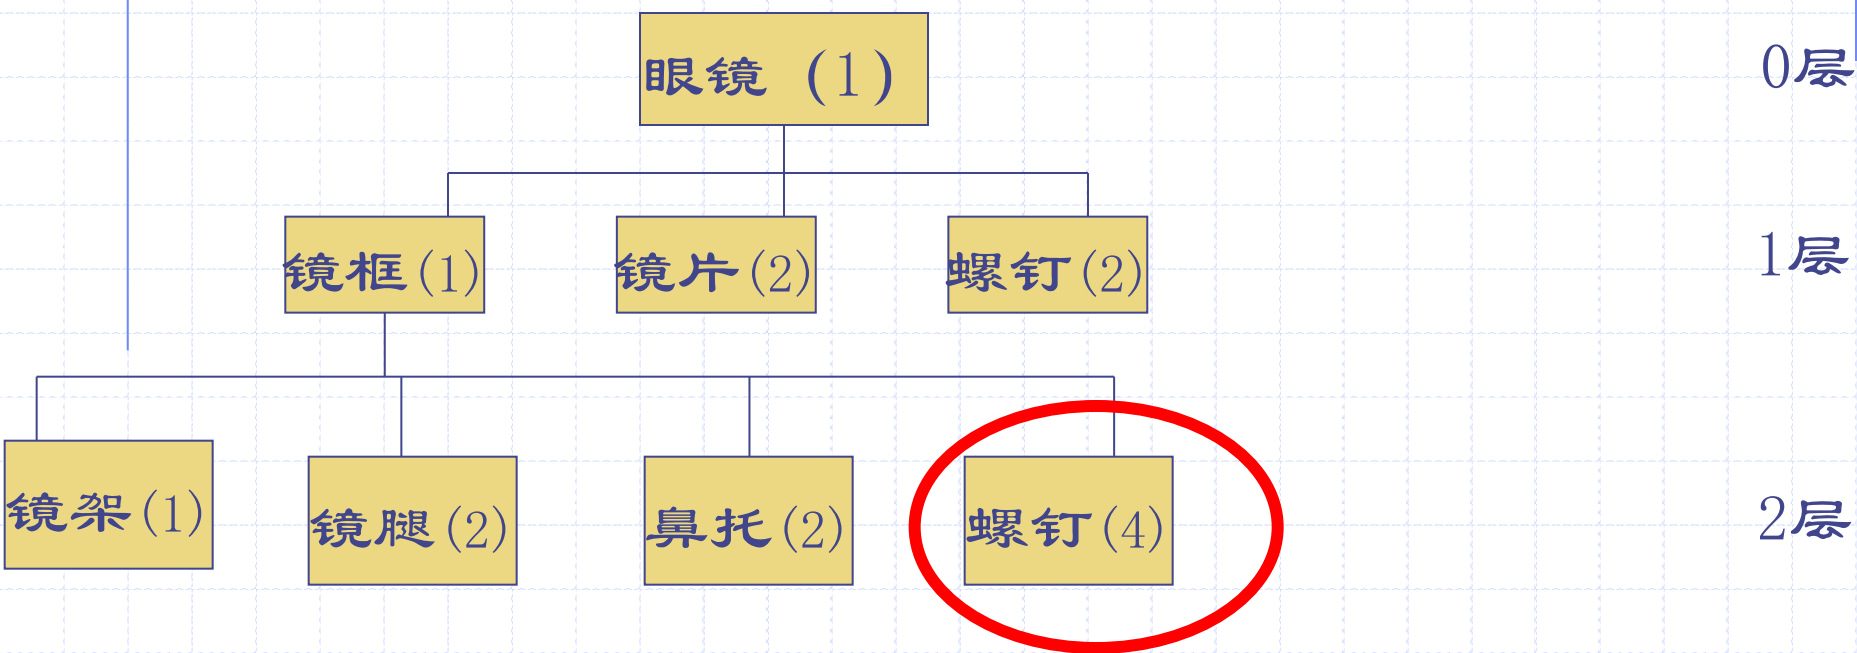 眼镜（1）
0层
镜框(1)
镜片(2)
螺钉(2)
1层
镜架(1)
镜腿(2)
鼻托(2)
螺钉(4)
2层